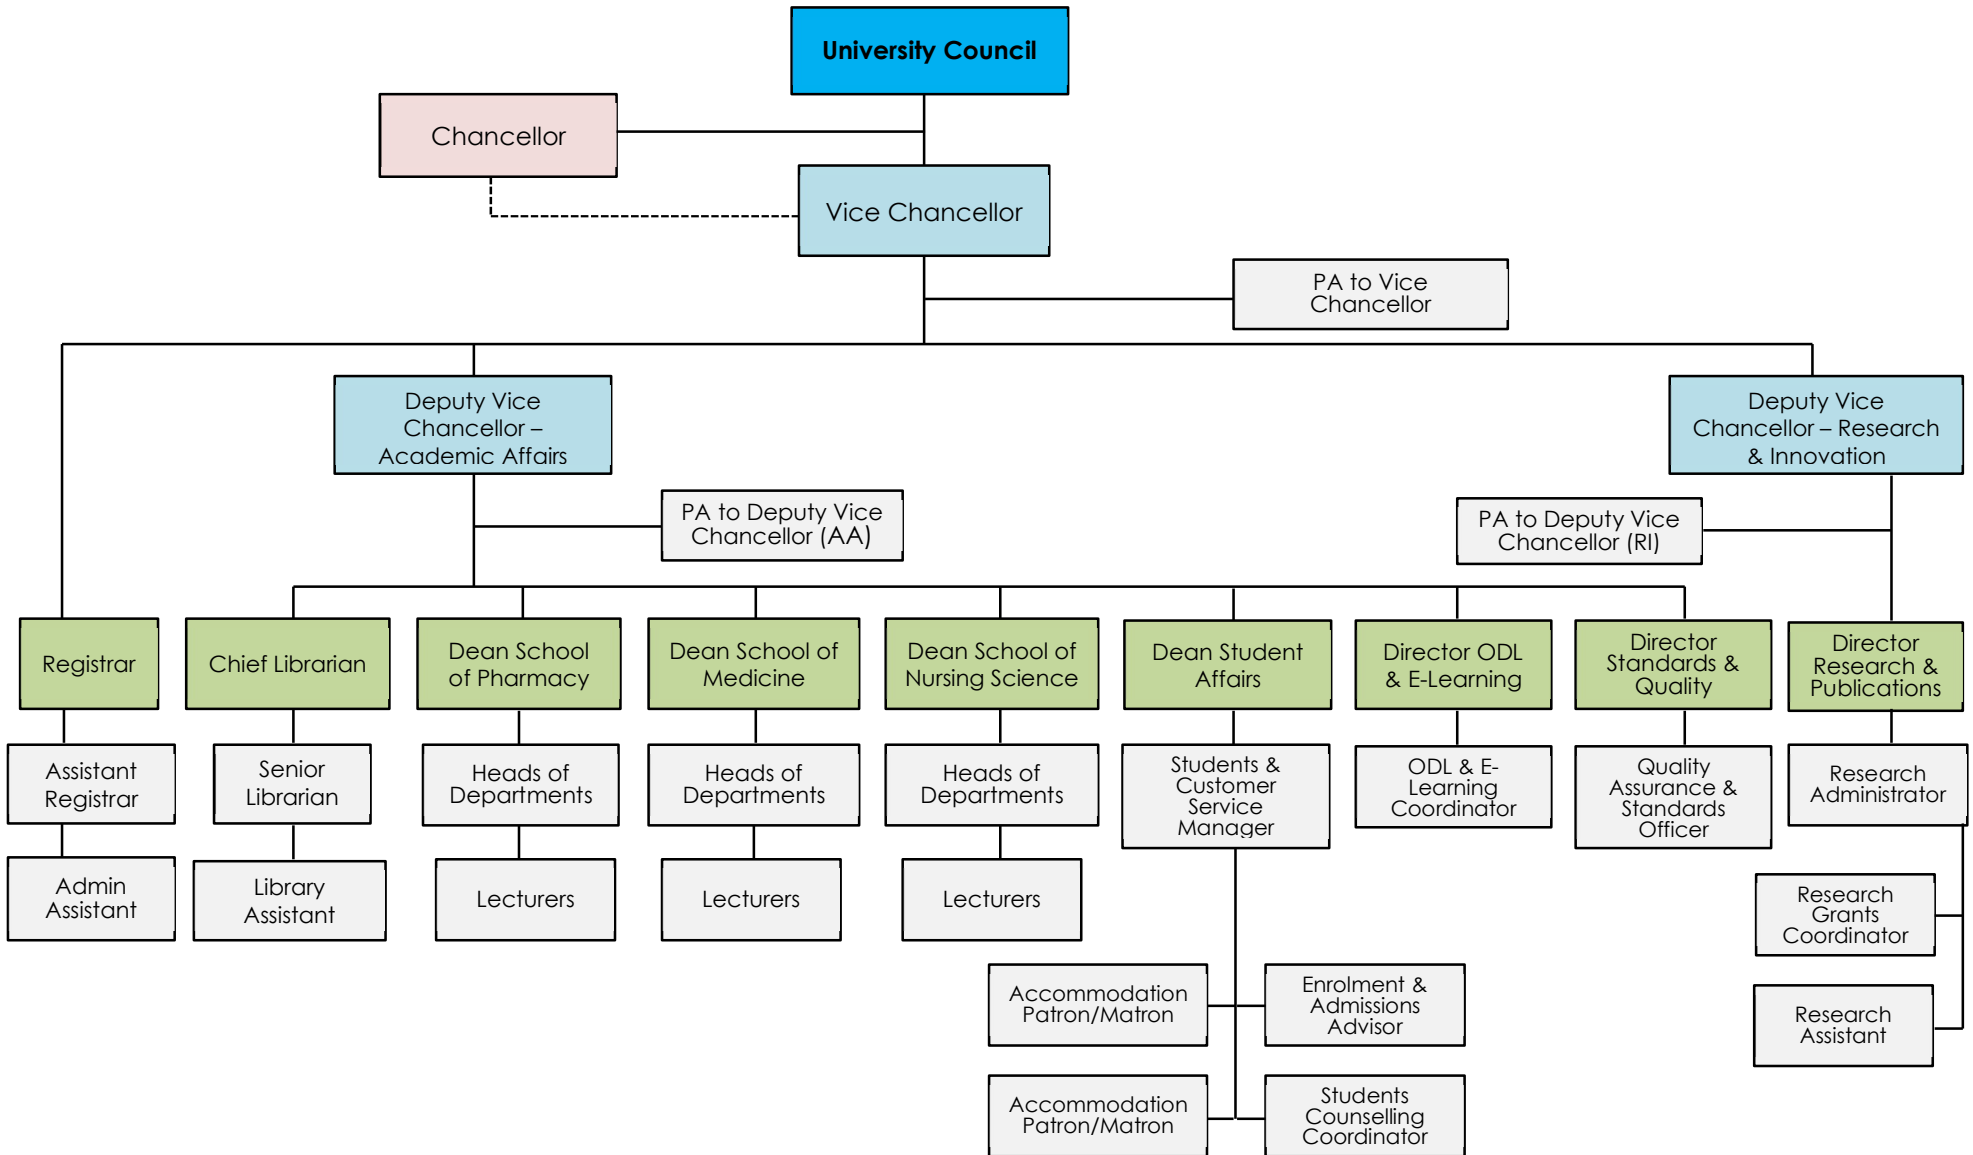 University Council
Chancellor
Vice Chancellor
PA to Vice
Chancellor
Deputy Vice
Chancellor –
Academic Affairs
Deputy Vice
Chancellor – Research
& Innovation
PA to Deputy Vice
Chancellor (AA)
PA to Deputy Vice
Chancellor (RI)
Registrar
Chief Librarian
Dean School
of Pharmacy
Dean School of
Medicine
Dean School of
Nursing Science
Dean Student
Affairs
Director ODL
& E-Learning
Director
Standards &
Quality
Director
Research &
Publications
Assistant
Registrar
Senior
Librarian
Heads of
Departments
Heads of
Departments
Heads of
Departments
Students &
Customer
Service
Manager
ODL & E-
Learning
Coordinator
Quality
Assurance &
Standards
Officer
Research
Administrator
Admin
Assistant
Library
Assistant
Lecturers
Lecturers
Lecturers
Research
Grants
Coordinator
Accommodation
Patron/Matron
Enrolment &
Admissions
Advisor
Research
Assistant
Accommodation
Patron/Matron
Students
Counselling
Coordinator